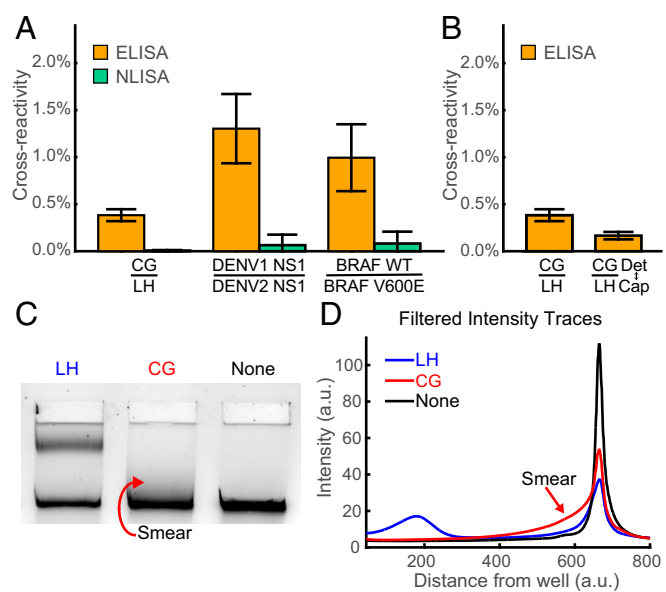 A
Cross-reactivity
2.0%
1.5%
1.0%
0.5%
0.0%
ELISA
NLISA
CG
LH
DENV1 NS1
DENV2 NS1
BRAF WT
BRAF V600E
B
Cross-reactivity
2.0%
1.5%
1.0%
0.5%
0.0%
ELISA
CG
LH
CG Det
↕
LH Cap
C
LH CG None
Smear
D
Filtered Intensity Traces
LH
CG
None
Intensity (a.u.)
100
80
60
40
20
0
Smear
200 400 600 800
Distance from well (a.u.)